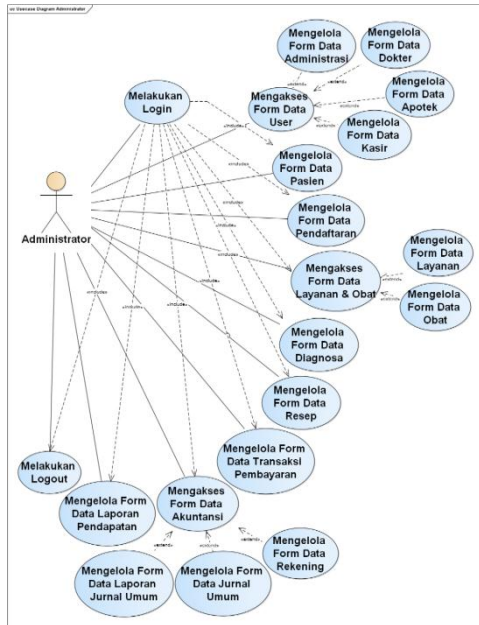 uc Usecase Diagram Administrator
Mengelola
Form Data
Administrasi
Mengelola
Form Data
Dokter
Melakukan
Login
Mengakses
Form Data
User
Mengelola
Form Data
Apotek
Mengelola
Form Data
Kasir
Mengelola
Form Data
Pasien
Administrator
Mengelola
Form Data
Pendaftaran
Mengakses
Form Data
Layanan & Obat
Mengelola
Form Data
Layanan
Mengelola
Form Data
Obat
Mengelola
Form Data
Diagnosa
Mengelola
Form Data
Resep
Mengelola Form
Data Transaksi
Pembayaran
Melakukan
Logout
Mengelola Form
Data Laporan
Pendapatan
Mengakses
Form Data
Akuntansi
Mengelola Form
Data Laporan
Jurnal Umum
Mengelola Form
Data Jurnal
Umum
Mengelola
Form Data
Rekening